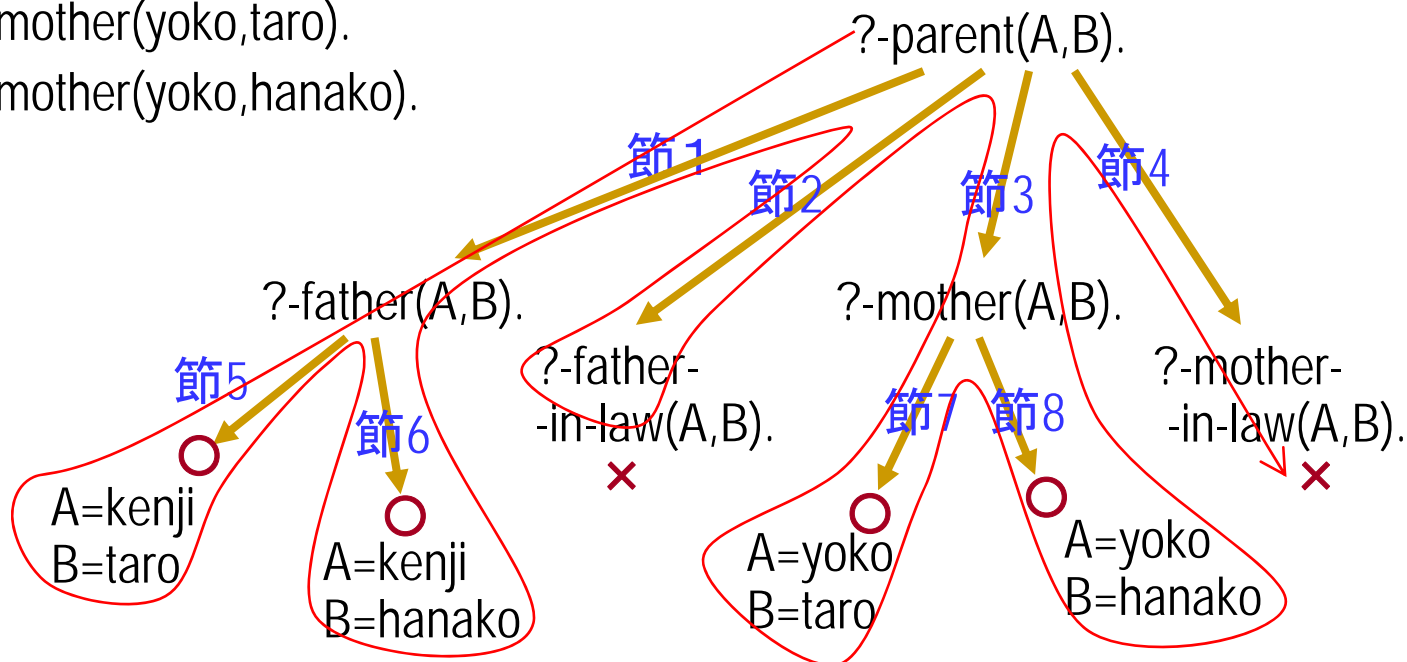 mother(yoko,taro).
mother(yoko,hanako).
?-parent(A,B).
節１
節2
節3
節4
?-father(A,B).
?-mother(A,B).
?-father-
-in-law(A,B).
?-mother-
-in-law(A,B).
節5
節6
節7
節8
A=kenji
B=taro
A=kenji
B=hanako
A=yoko
B=taro
A=yoko
B=hanako